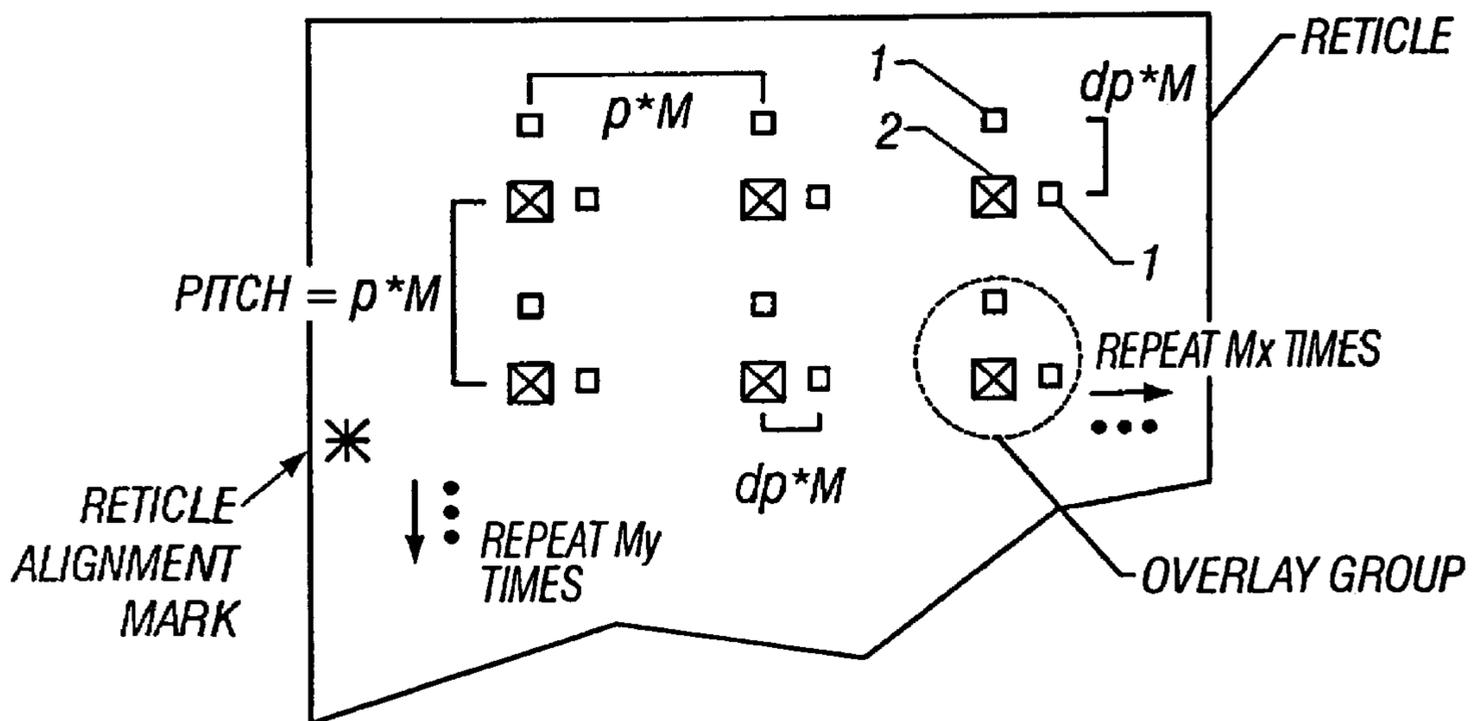 RETICLE
1
dp*M
p*M
2
1
PITCH = p*M
REPEAT Mx TIMES
dp*M
RETICLE
ALIGNMENT
MARK
REPEAT My
TIMES
OVERLAY GROUP